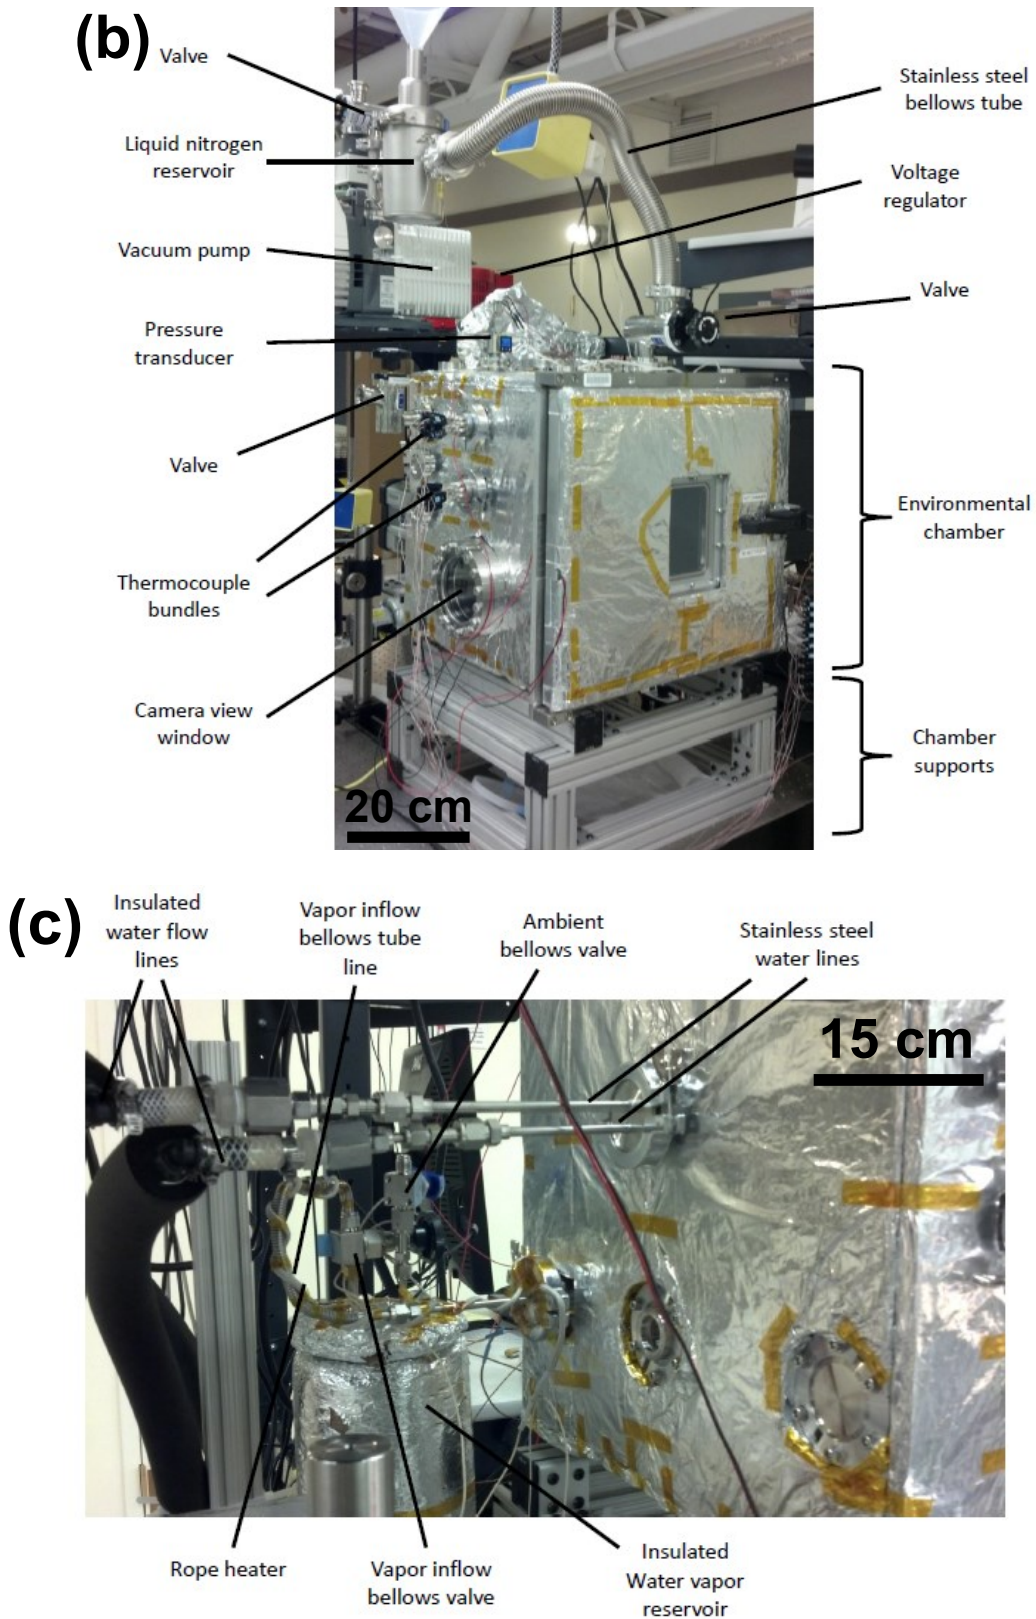 (b)
Valve
Stainless steel
bellows tube
Liquid nitrogen
reservoir
Voltage
regulator
Vacuum pump
Valve
Pressure
transducer
Valve
Environmental
chamber
Thermocouple
bundles
Camera view
window
Chamber
supports
20 cm
(c)
Insulated
water flow
lines
Vapor inflow
bellows tube
line
Ambient
bellows valve
Stainless steel
water lines
15 cm
Rope heater
Vapor inflow
bellows valve
Insulated
Water vapor
reservoir